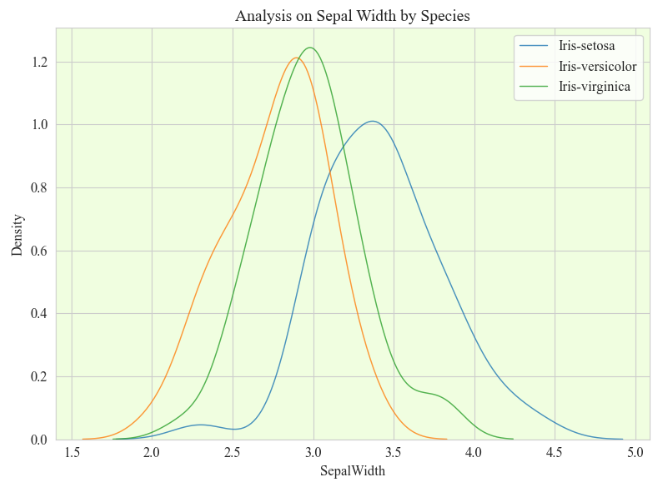 Analysis on Sepal Width by Species
Iris-setosa
Iris-versicolor
Iris-virginica
1.2
1.0
0.8
0.6
0.4
0.2
0.0
Density
1.5 2.0 2.5 3.0 3.5 4.0 4.5 5.0
SepalWidth